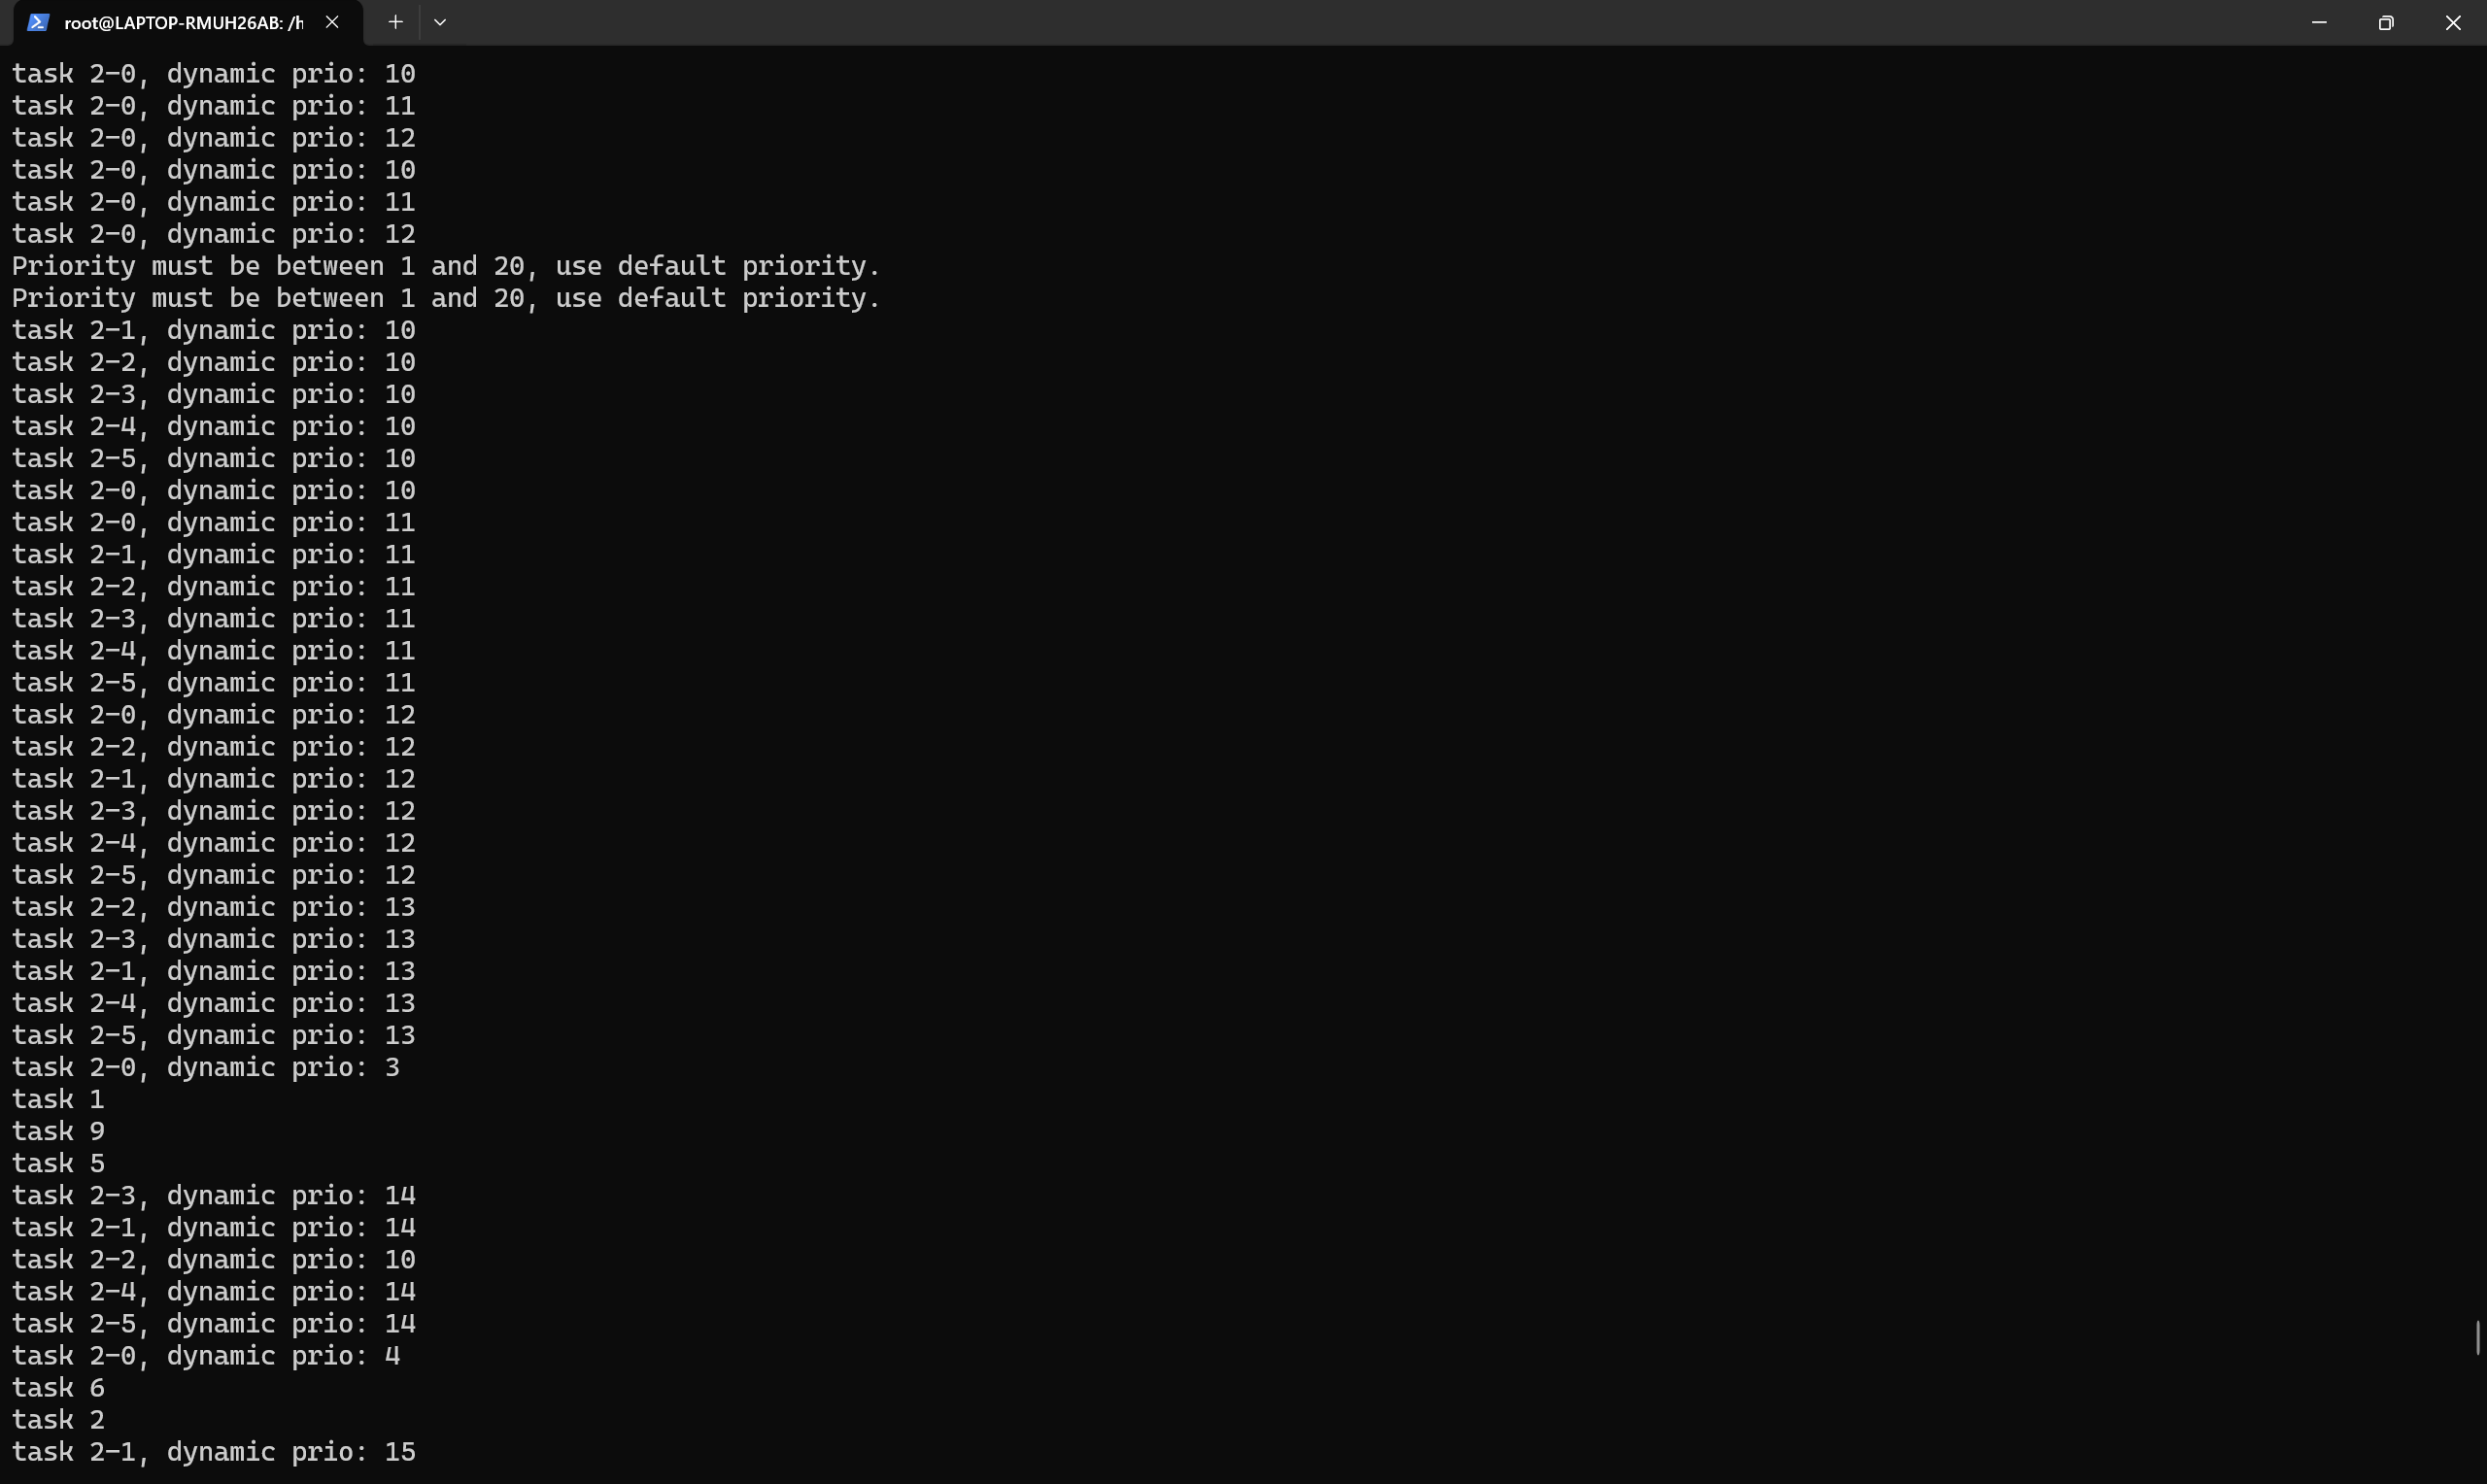 root@LAPTOP-RMUH26AB: /h
task 2-0, dynamic prio: 10
task 2-0, dynamic prio: 11
task 2-0, dynamic prio: 12
task 2-0, dynamic prio: 10
task 2-0, dynamic prio: 11
task 2-0, dynamic prio: 12
Priority must be between 1 and 20, use default priority.
Priority must be between 1 and 20, use default priority.
task 2-1, dynamic prio: 10
task 2-2, dynamic prio: 10
task 2-3, dynamic prio: 10
task 2-4, dynamic prio: 10
task 2-5, dynamic prio: 10
task 2-0, dynamic prio: 10
task 2-0, dynamic prio: 11
task 2-1, dynamic prio: 11
task 2-2, dynamic prio: 11
task 2-3, dynamic prio: 11
task 2-4, dynamic prio: 11
task 2-5, dynamic prio: 11
task 2-0, dynamic prio: 12
task 2-2, dynamic prio: 12
task 2-1, dynamic prio: 12
task 2-3, dynamic prio: 12
task 2-4, dynamic prio: 12
task 2-5, dynamic prio: 12
task 2-2, dynamic prio: 13
task 2-3, dynamic prio: 13
task 2-1, dynamic prio: 13
task 2-4, dynamic prio: 13
task 2-5, dynamic prio: 13
task 2-0, dynamic prio: 3
task 1
task 9
task 5
task 2-3, dynamic prio: 14
task 2-1, dynamic prio: 14
task 2-2, dynamic prio: 10
task 2-4, dynamic prio: 14
task 2-5, dynamic prio: 14
task 2-0, dynamic prio: 4
task 6
task 2
task 2-1, dynamic prio: 15